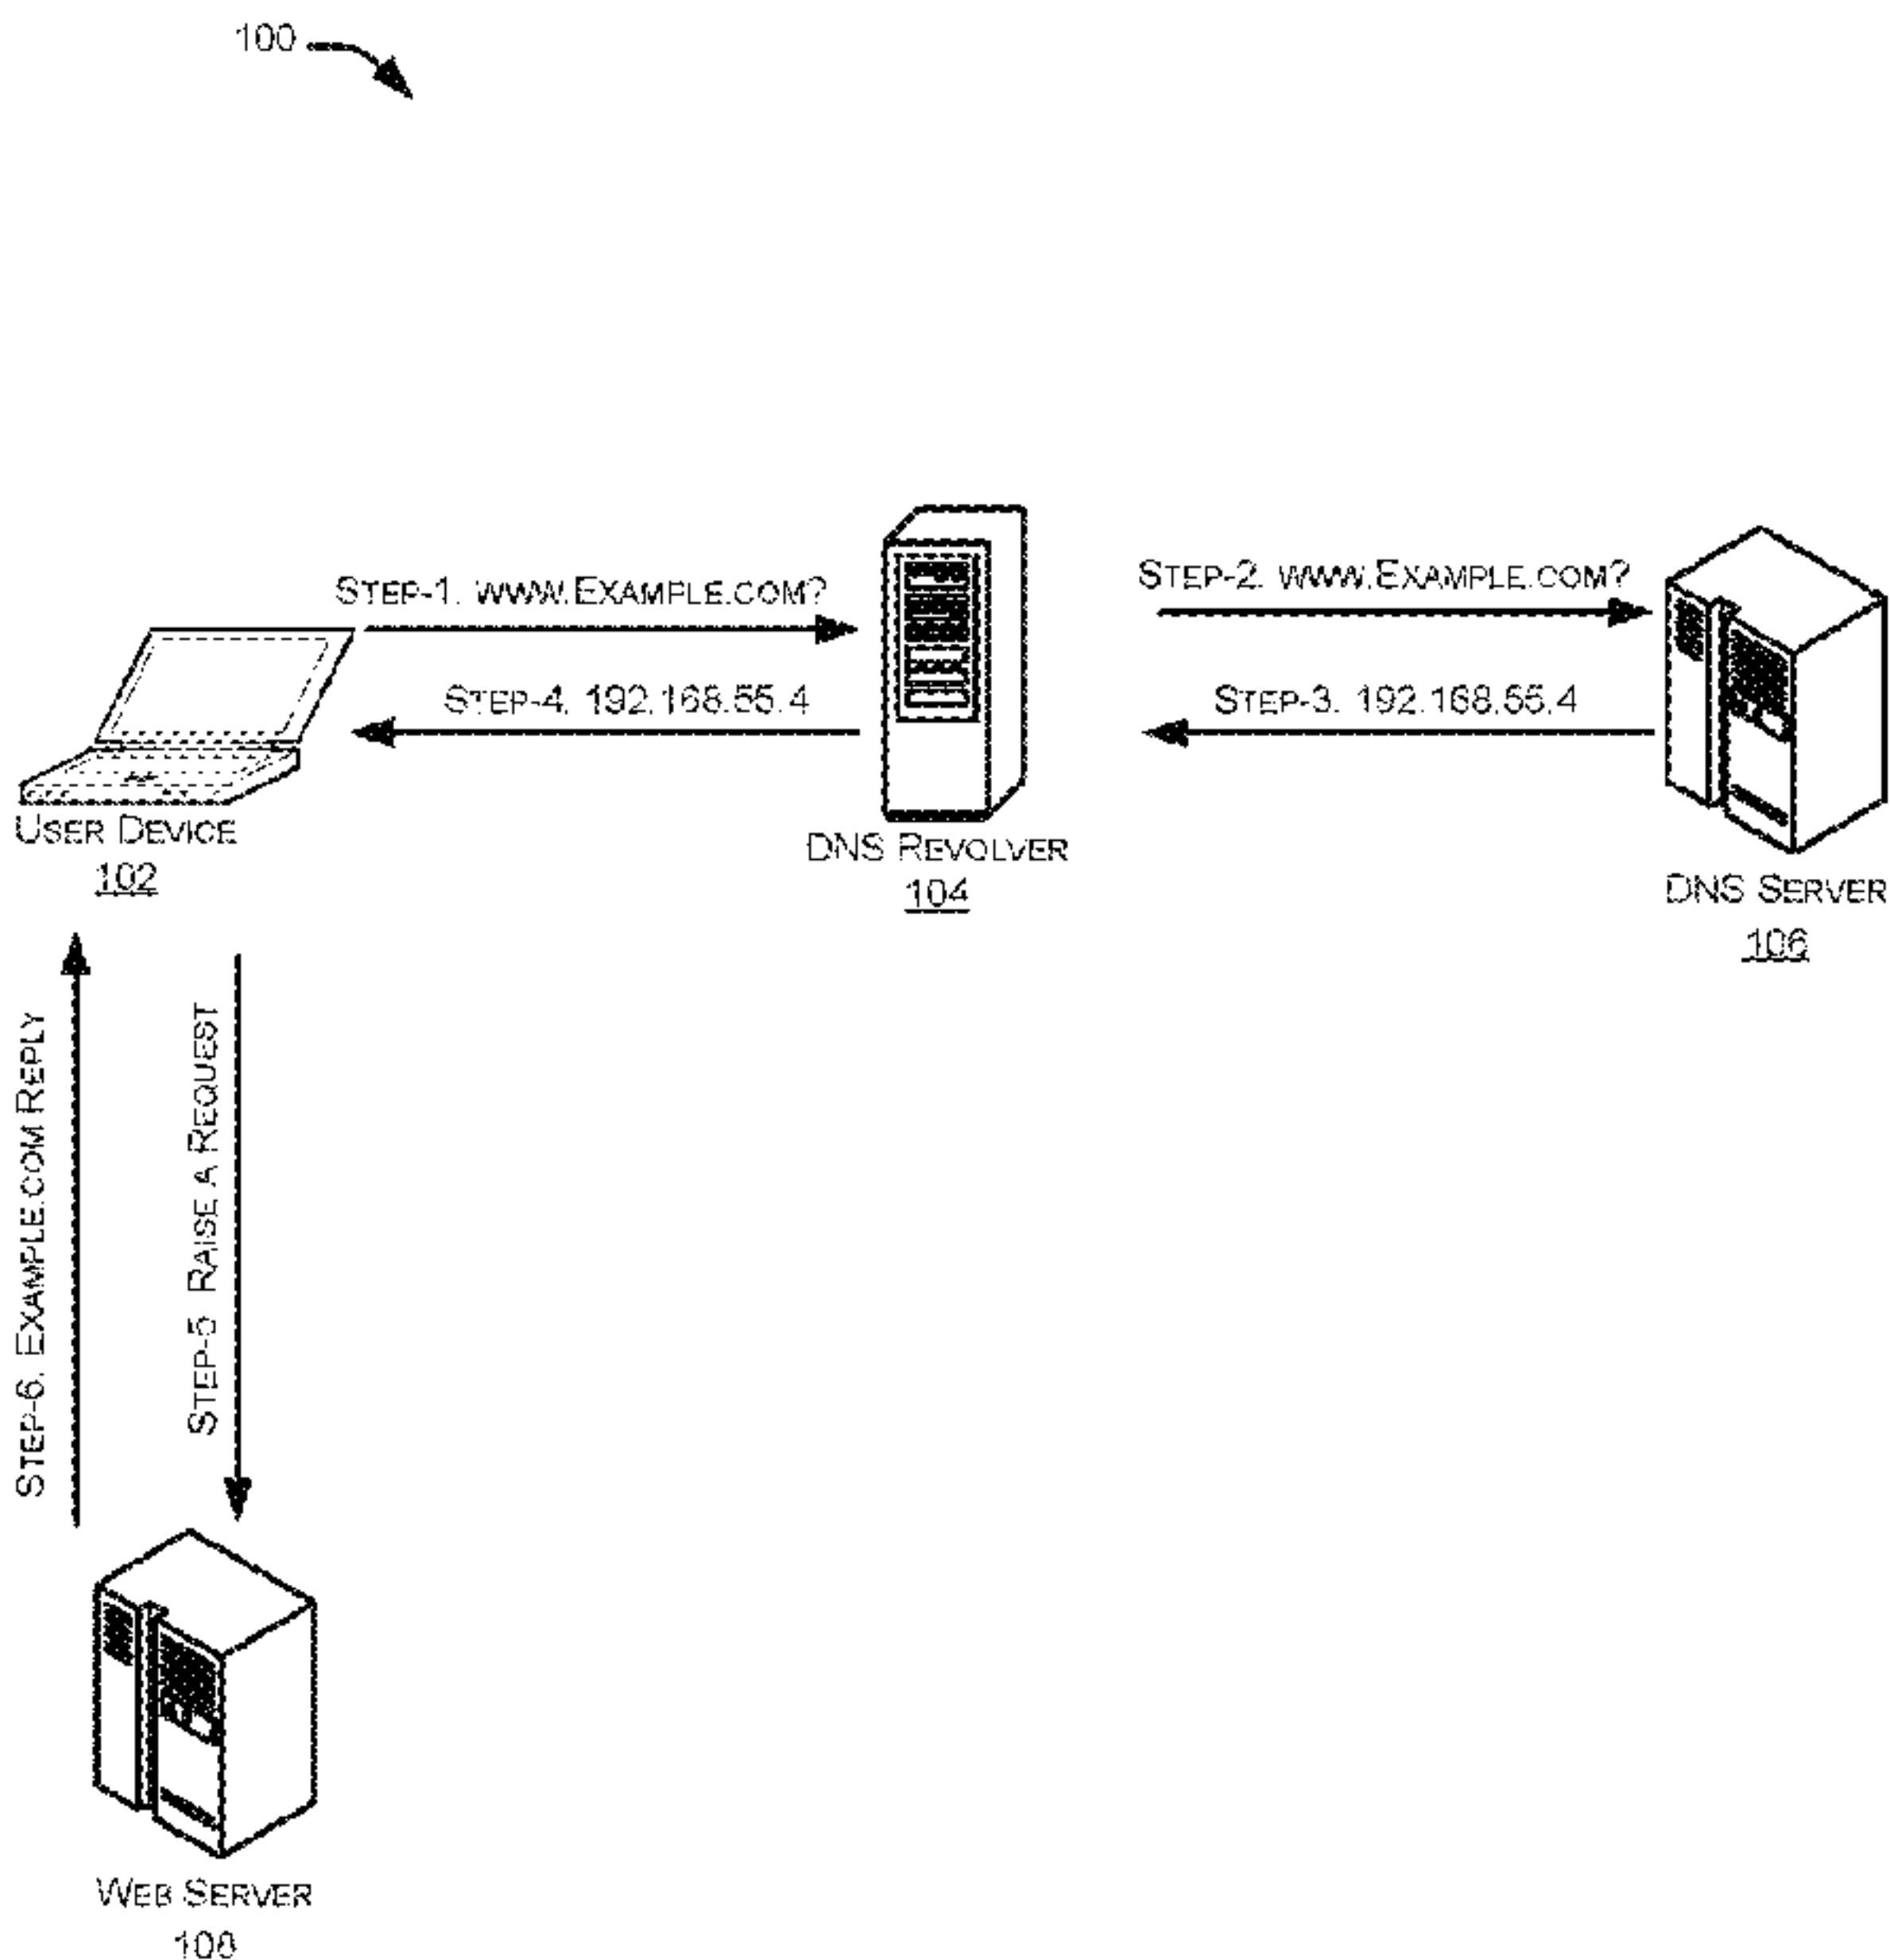 100
STEP-1. WWW.EXAMPLE.COM?
STEP-2. WWW.EXAMPLE.COM?
STEP-4. 192.168.55.4
STEP-3. 192.168.55.4
USER DEVICE
102
DNS REVOLVER
104
DNS SERVER
106
STEP-6. EXAMPLE.COM REPLY
STEP-5 RAISE A REQUEST
WEB SERVER
108